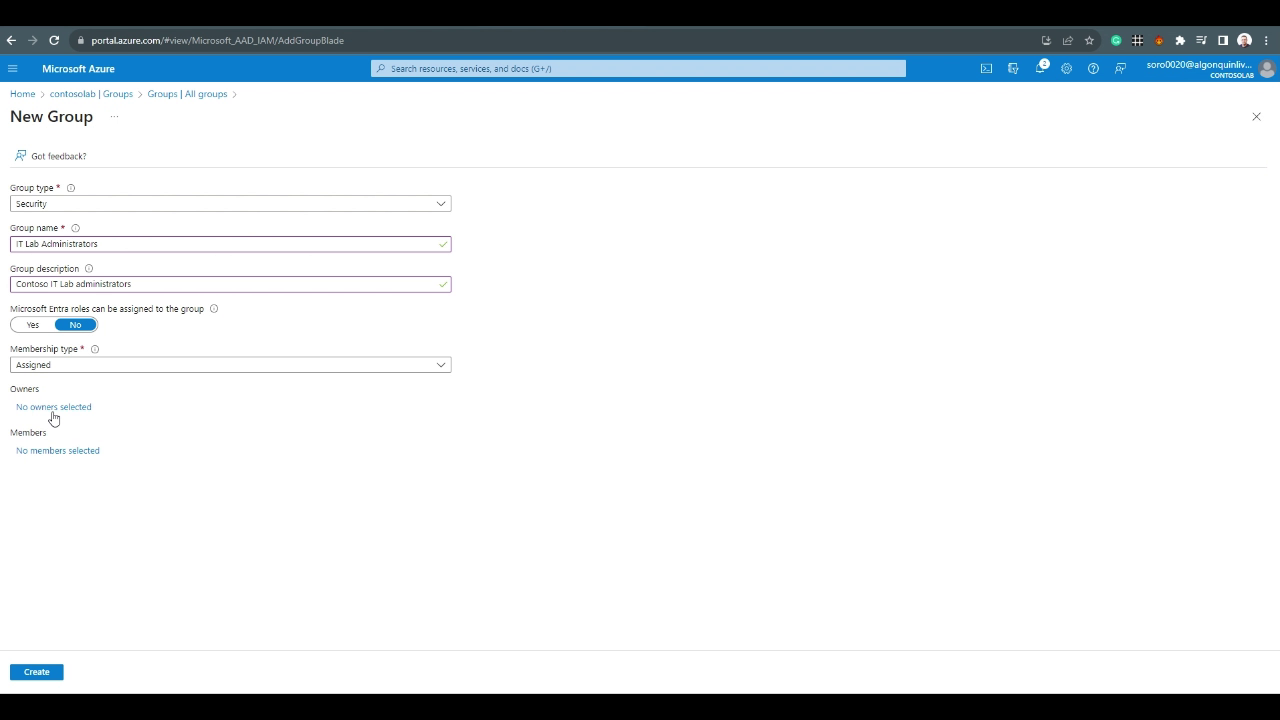 portal.azure.com/#view/Microsoft_AAD_IAM/AddGroupBlade
Microsoft Azure
Search resources, services, and docs (G+/)
2
soro0020@algonquinliv...
CONTOSOLAB
Home > contosolab | Groups > Groups | All groups >
New Group ...
Got feedback?
Group type *
Security
Group name *
IT Lab Administrators
Group description
Contoso IT Lab administrators
Microsoft Entra roles can be assigned to the group
Yes No
Membership type *
Assigned
Owners
No owners selected
Members
No members selected
Create